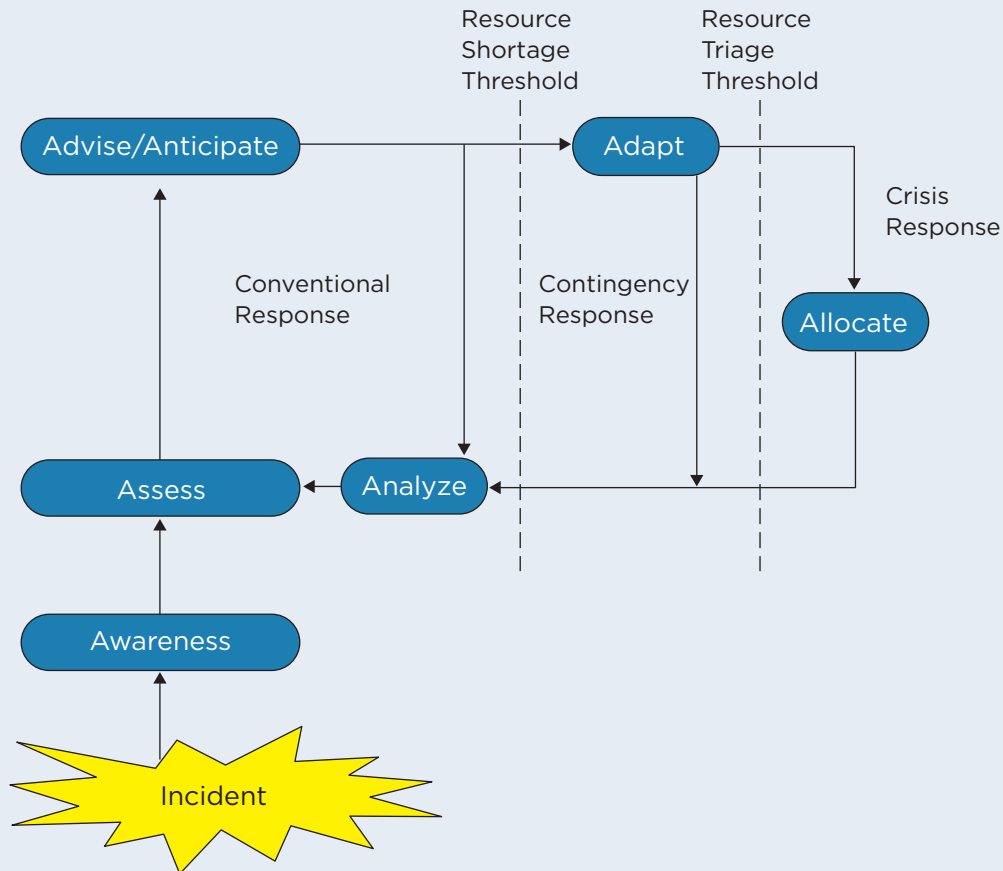 Resource
Shortage
Threshold
Resource
Triage
Threshold
Advise/Anticipate
Adapt
Crisis
Response
Conventional
Response
Contingency
Response
Allocate
Assess
Analyze
Awareness
Incident